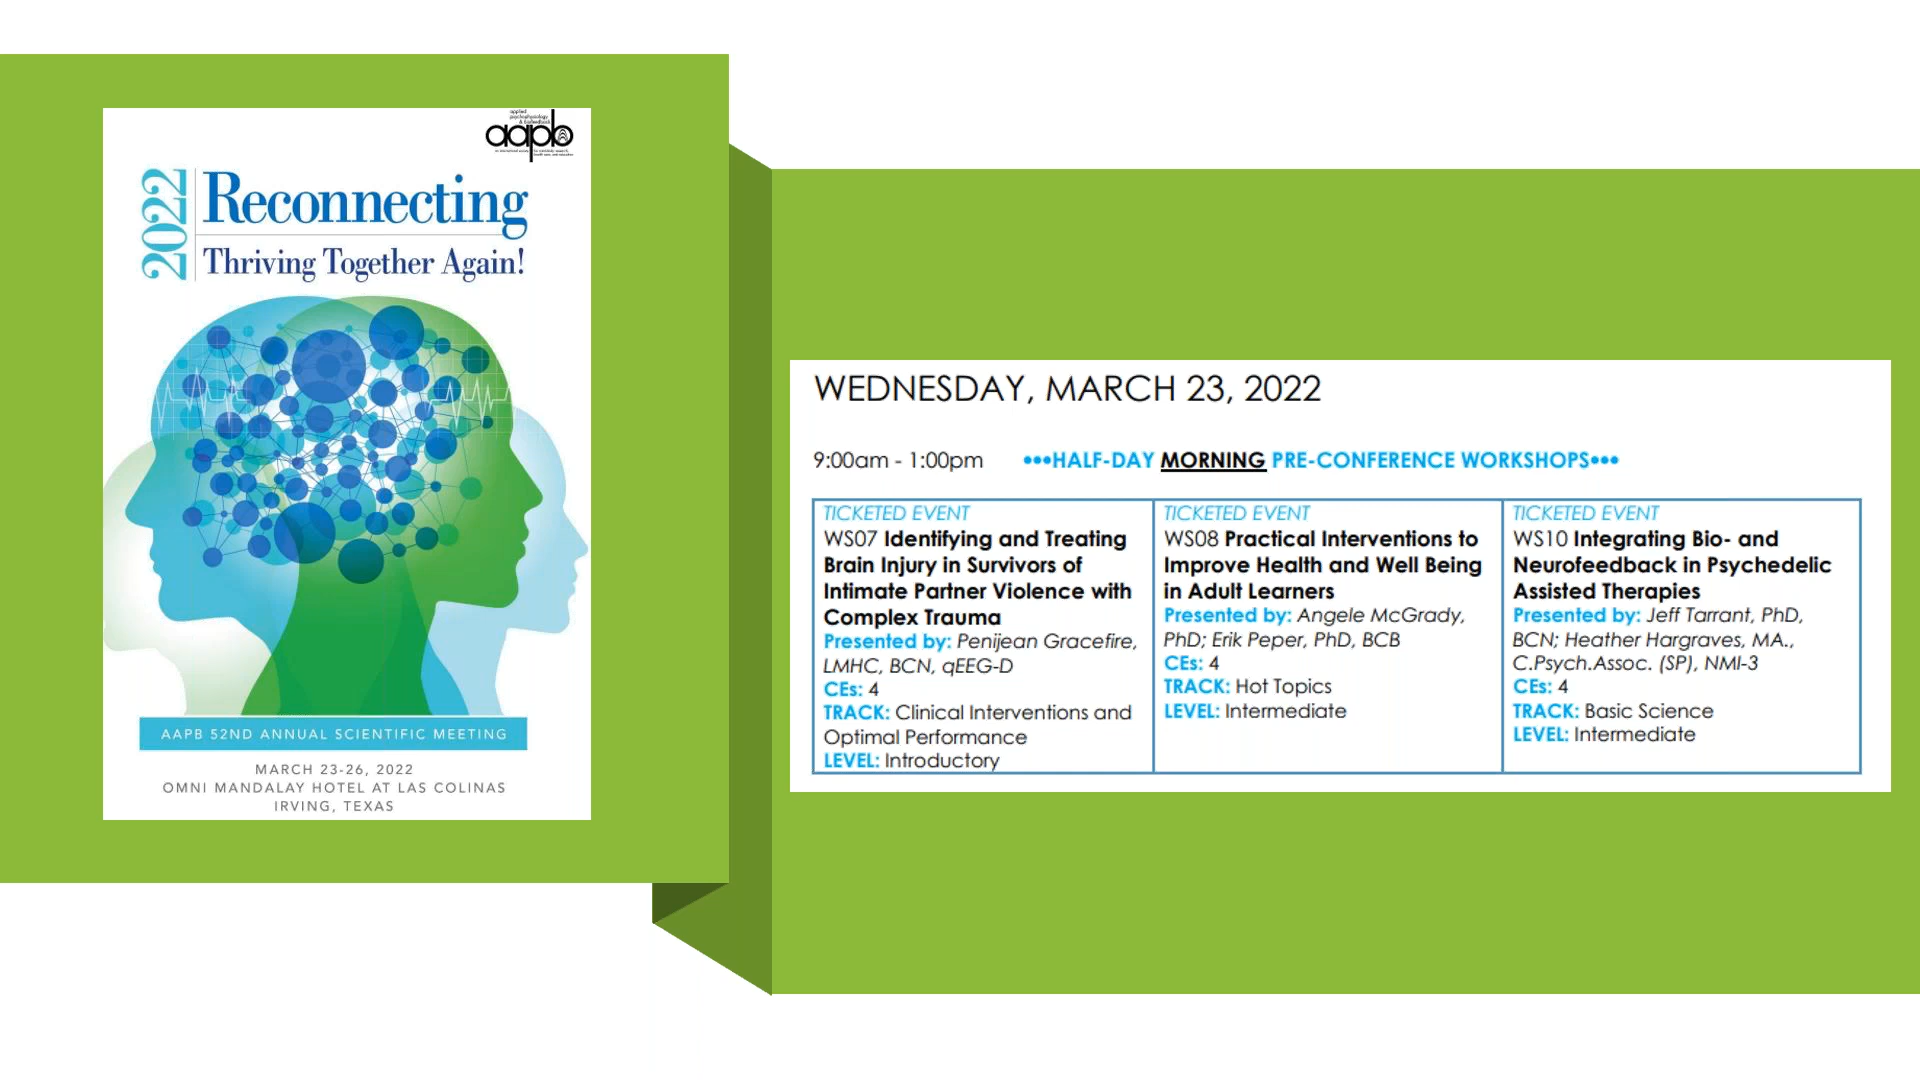 applied
psychophysiology
& biofeedback
aapb
2022
Reconnecting
Thriving Together Again!
AAPB 52ND ANNUAL SCIENTIFIC MEETING
MARCH 23-26, 2022
OMNI MANDALAY HOTEL AT LAS COLINAS
IRVING, TEXAS
WEDNESDAY, MARCH 23, 2022
9:00am - 1:00pm •••HALF-DAY MORNING PRE-CONFERENCE WORKSHOPS•••
TICKETED EVENT
WS07 Identifying and Treating
Brain Injury in Survivors of
Intimate Partner Violence with
Complex Trauma
Presented by: Penijean Gracefire,
LMHC, BCN, qEEG-D
CEs: 4
TRACK: Clinical Interventions and
Optimal Performance
LEVEL: Introductory
TICKETED EVENT
WS08 Practical Interventions to
Improve Health and Well Being
in Adult Learners
Presented by: Angele McGrady,
PhD; Erik Peper, PhD, BCB
CEs: 4
TRACK: Hot Topics
LEVEL: Intermediate
TICKETED EVENT
WS10 Integrating Bio- and
Neurofeedback in Psychedelic
Assisted Therapies
Presented by: Jeff Tarrant, PhD,
BCN; Heather Hargraves, MA.,
C.Psych.Assoc. (SP), NMI-3
CEs: 4
TRACK: Basic Science
LEVEL: Intermediate